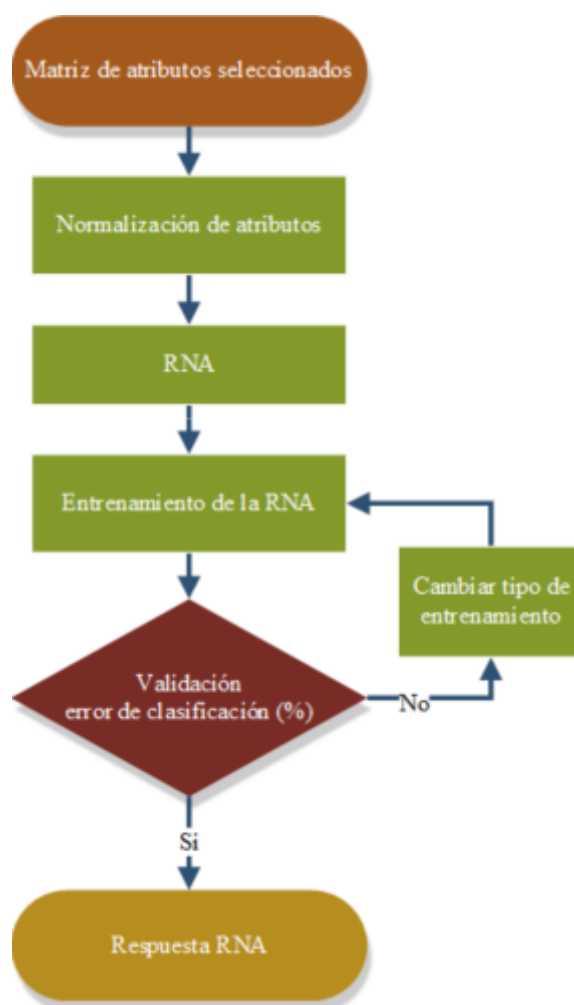 Matriz de atributos seleccionados
Normalización de atributos
RNA
Entrenamiento de la RNA
Cambiar tipo de
entrenamiento
Validación
error de clasificación (%)
No
Si
Respuesta RNA